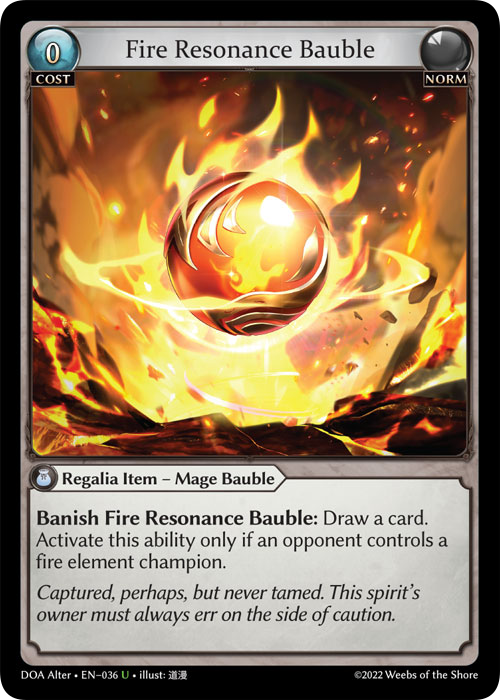 0
Fire Resonance Bauble
COST
NORM
Regalia Item – Mage Bauble
Banish Fire Resonance Bauble: Draw a card.
Activate this ability only if an opponent controls a
fire element champion.
Captured, perhaps, but never tamed. This spirit's
owner must always err on the side of caution.
DOA Alter • EN-036 U • illust: 道漫
©2022 Weebs of the Shore